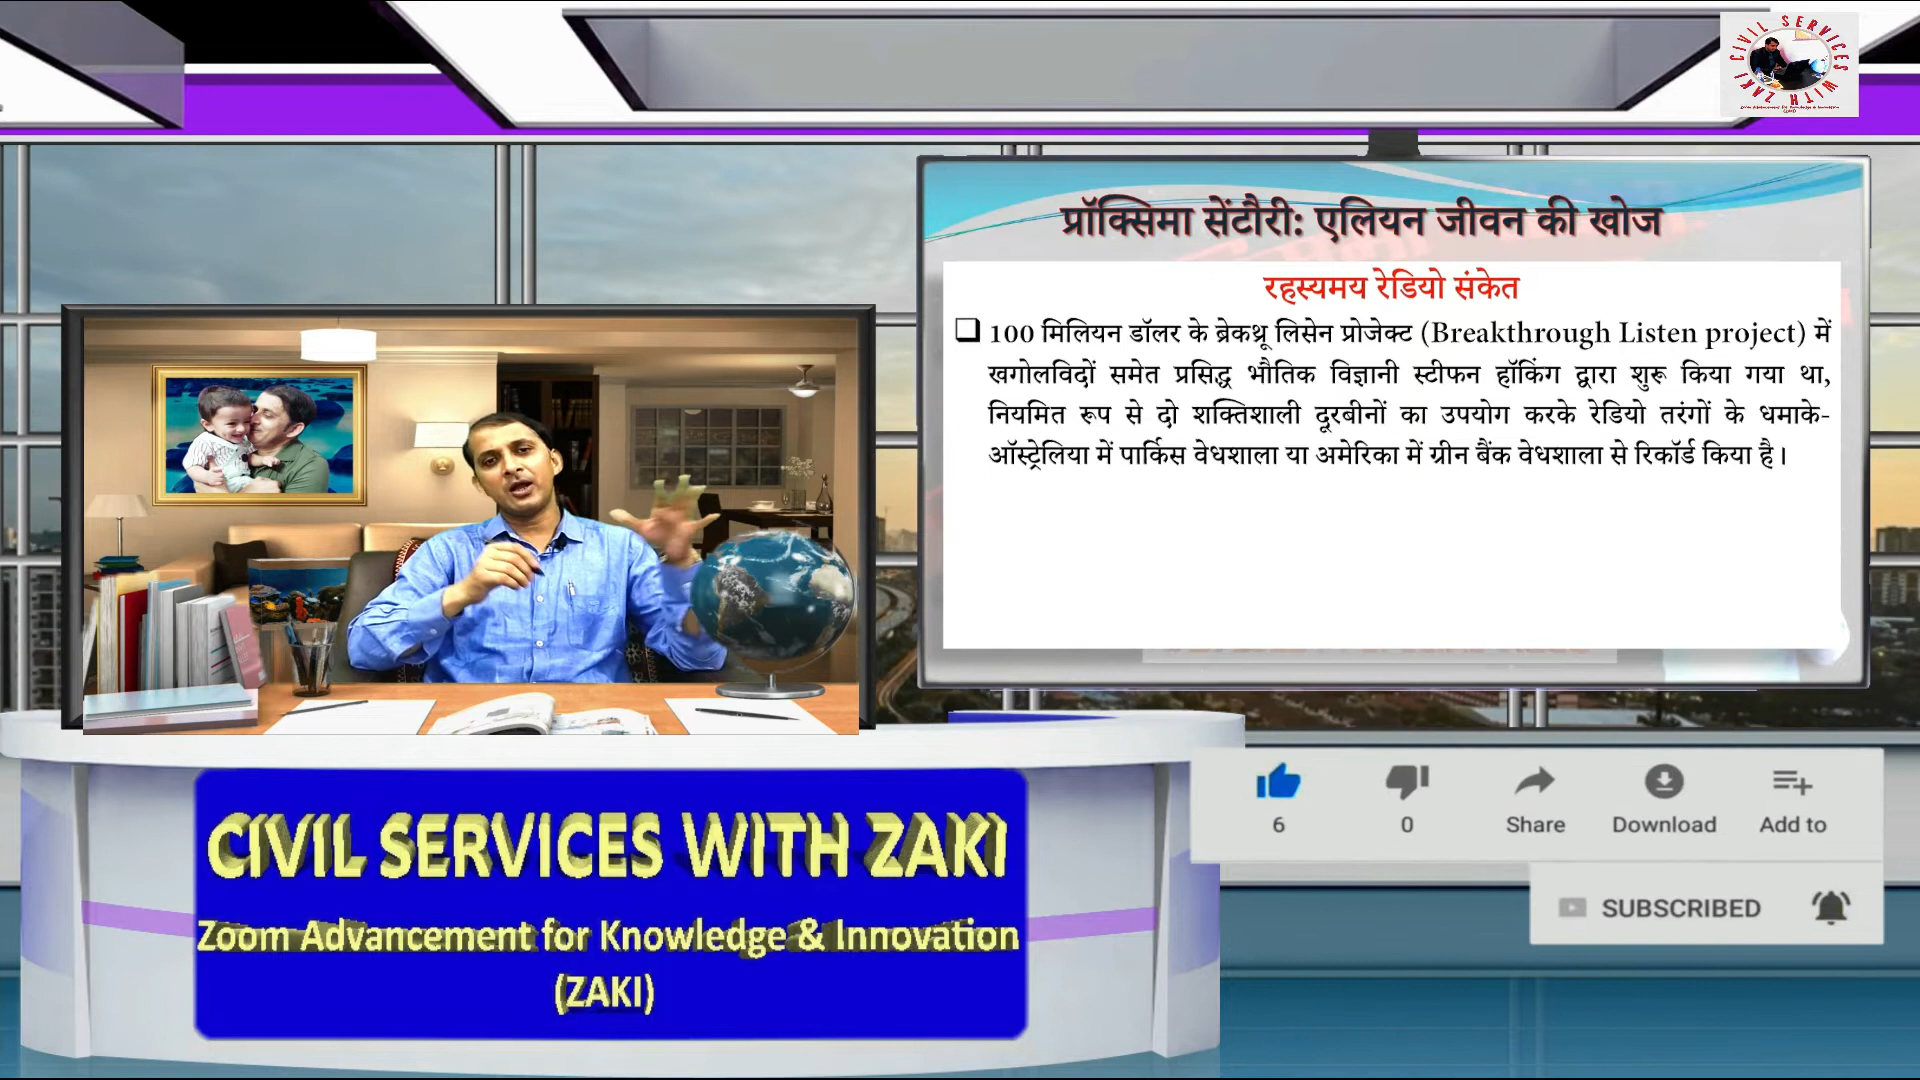 CIVIL SERVICES WITH ZAKI
प्रॉक्सिमा सेंटौरी: एलियन जीवन की खोज
रहस्यमय रेडियो संकेत
100 मिलियन डॉलर के ब्रेकथ्रू लिसेन प्रोजेक्ट (Breakthrough Listen project) में
खगोलविदों समेत प्रसिद्ध भौतिक विज्ञानी स्टीफन हॉकिंग द्वारा शुरू किया गया था,
नियमित रूप से दो शक्तिशाली दूरबीनों का उपयोग करके रेडियो तरंगों के धमाके-
ऑस्ट्रेलिया में पार्किस वेधशाला या अमेरिका में ग्रीन बैंक वेधशाला से रिकॉर्ड किया है।
6 0 Share Download Add to
SUBSCRIBED
CIVIL SERVICES WITH ZAKI
Zoom Advancement for Knowledge & Innovation
(ZAKI)